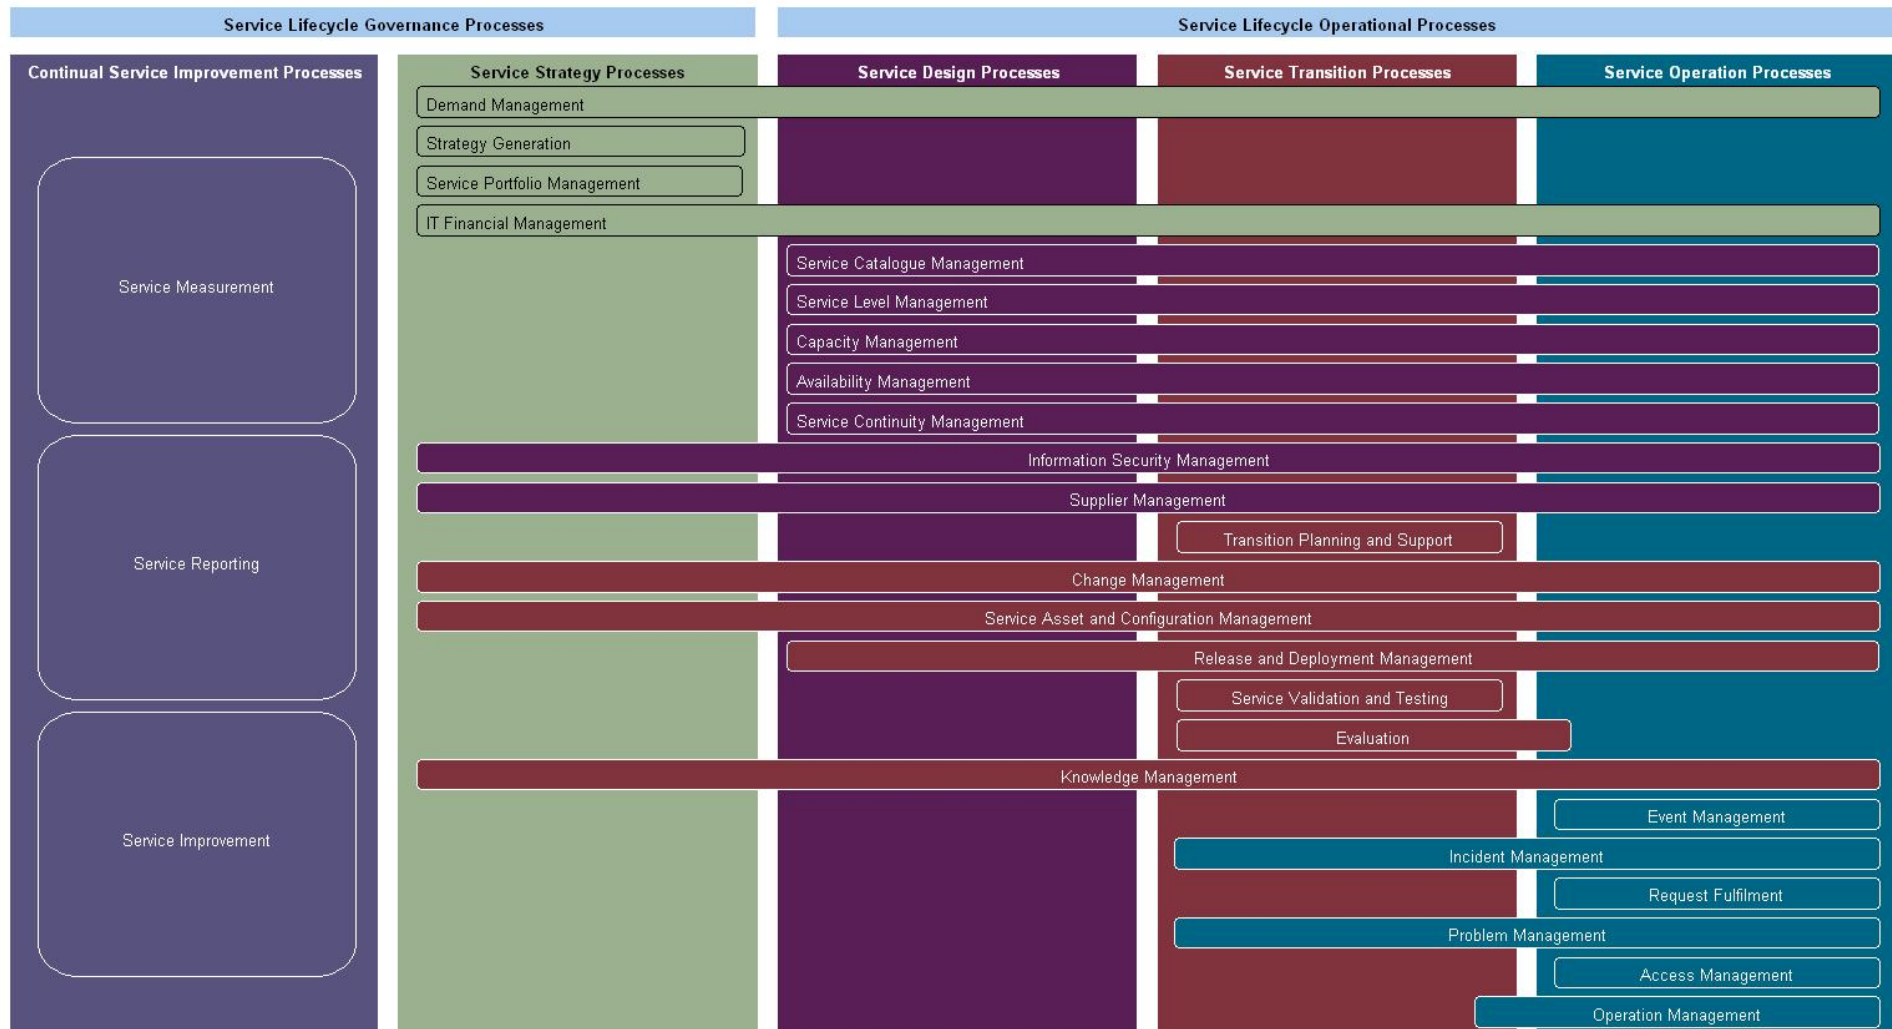 Service Lifecycle Governance Processes
Service Lifecycle Operational Processes
Continual Service Improvement Processes
Service Strategy Processes
Service Design Processes
Service Transition Processes
Service Operation Processes
Demand Management
Strategy Generation
Service Portfolio Management
IT Financial Management
Service Catalogue Management
Service Measurement
Service Level Management
Capacity Management
Availability Management
Service Continuity Management
Information Security Management
Supplier Management
Transition Planning and Support
Service Reporting
Change Management
Service Asset and Configuration Management
Release and Deployment Management
Service Validation and Testing
Evaluation
Knowledge Management
Event Management
Service Improvement
Incident Management
Request Fulfilment
Problem Management
Access Management
Operation Management